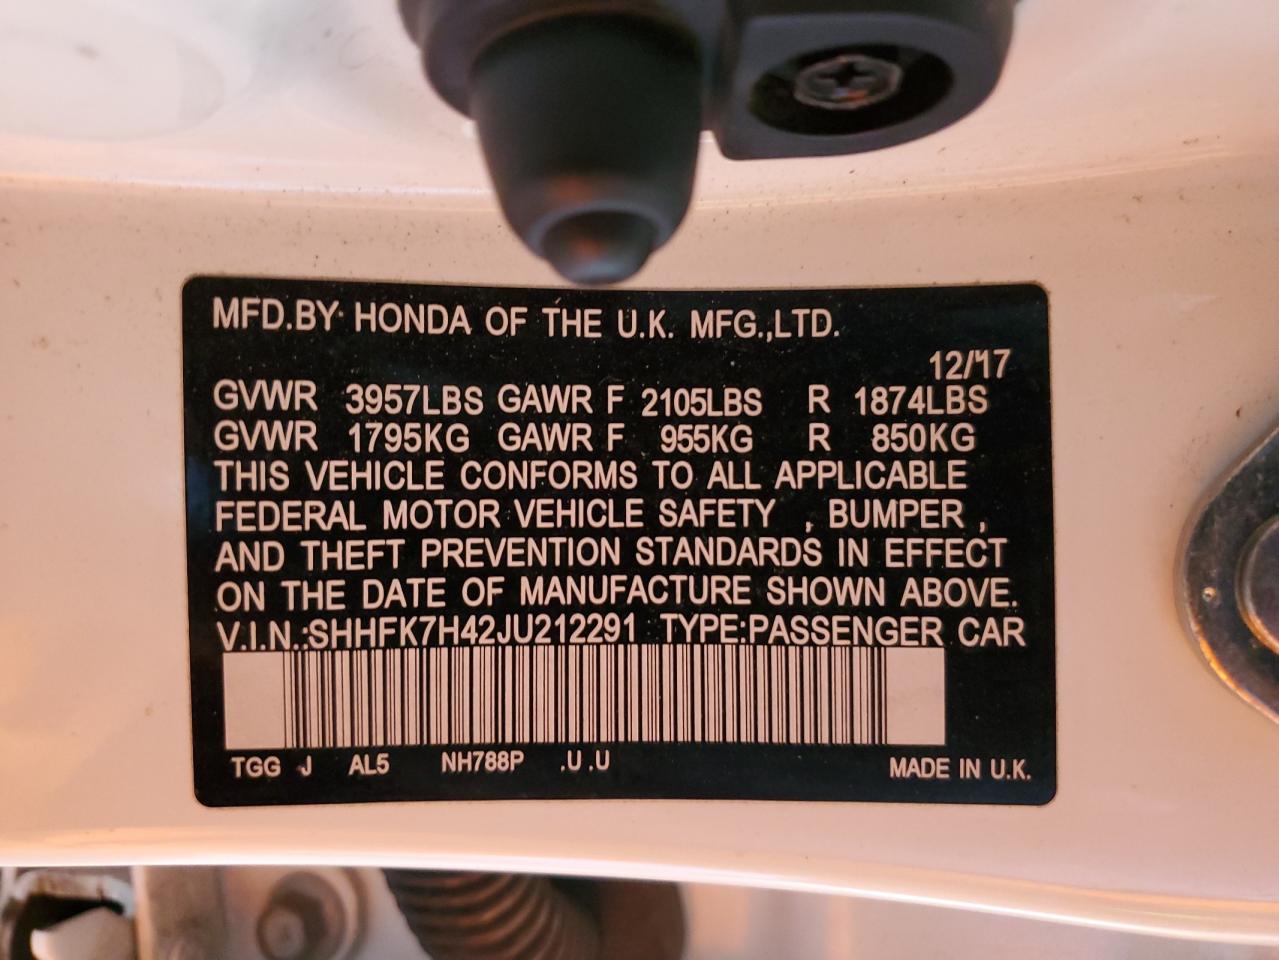 MFD.BY HONDA OF THE U.K. MFG.,LTD.
12/17
GVWR 3957LBS GAWR F 2105LBS R 1874LBS
GVWR 1795KG GAWR F 955KG R 850KG
THIS VEHICLE CONFORMS TO ALL APPLICABLE
FEDERAL MOTOR VEHICLE SAFETY , BUMPER ,
AND THEFT PREVENTION STANDARDS IN EFFECT
ON THE DATE OF MANUFACTURE SHOWN ABOVE.
V.I.N.:SHHFK7H42JU212291 TYPE:PASSENGER CAR
TGG J AL5 NH788P .U .U MADE IN U.K.